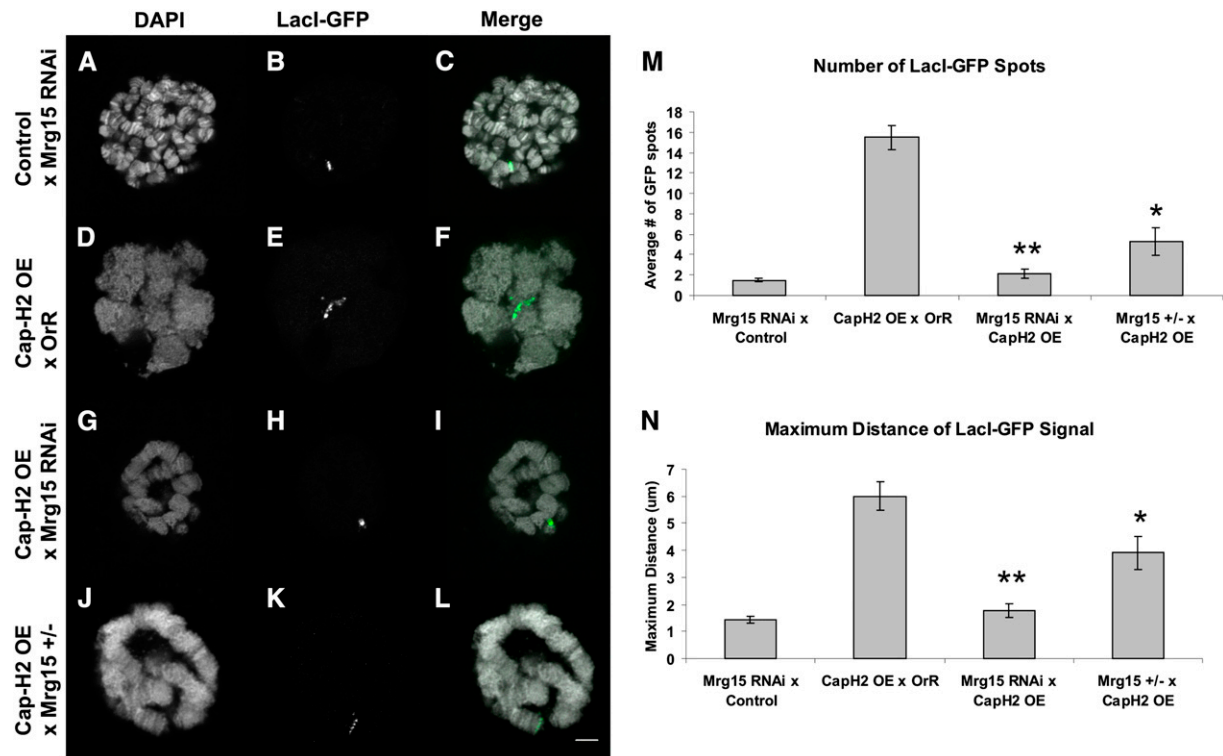 DAPI LacI-GFP Merge
Control
x Mrg15 RNAi
A B C
Cap-H2 OE
x OrR
D E F
Cap-H2 OE
x Mrg15 RNAi
G H I
Cap-H2 OE
x Mrg15 +/-
J K L
M
Number of LacI-GFP Spots
Average # of GFP spots
18
16
14
12
10
8
6
4
2
0
**
*
Mrg15 RNAi x
Control
CapH2 OE x OrR
Mrg15 RNAi x
CapH2 OE
Mrg15 +/- x
CapH2 OE
N
Maximum Distance of LacI-GFP Signal
Maximum Distance (um)
7
6
5
4
3
2
1
0
**
*
Mrg15 RNAi x
Control
CapH2 OE x OrR
Mrg15 RNAi x
CapH2 OE
Mrg15 +/- x
CapH2 OE